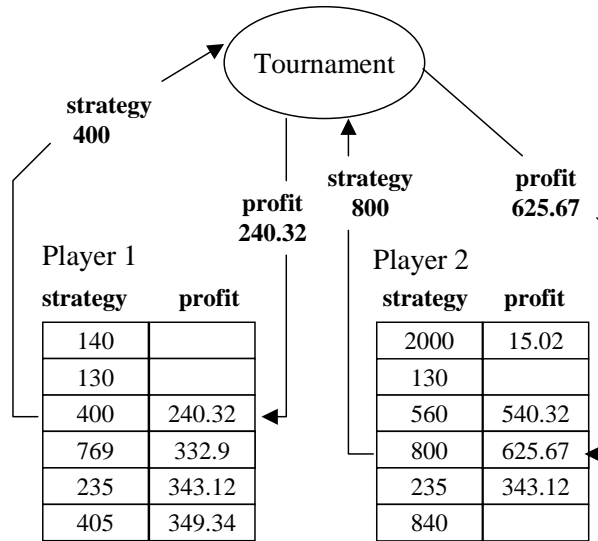 Tournament
strategy
400
profit
240.32
strategy
800
profit
625.67
Player 1
strategy profit
140
130
400 240.32
769 332.9
235 343.12
405 349.34
Player 2
strategy profit
2000 15.02
130
560 540.32
800 625.67
235 343.12
840